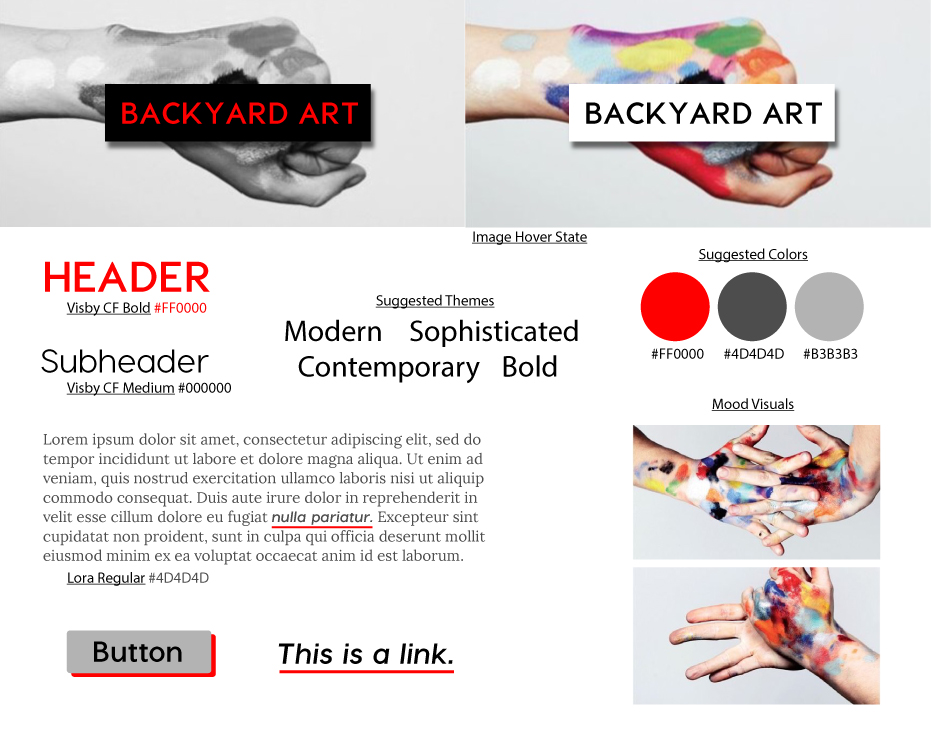 BACKYARD ART
BACKYARD ART
Image Hover State
HEADER
Visby CF Bold #FF0000
Subheader
Visby CF Medium #000000
Suggested Themes
Modern Sophisticated
Contemporary Bold
Suggested Colors
#FF0000 #4D4D4D #B3B3B3
Mood Visuals
Lorem ipsum dolor sit amet, consectetur adipiscing elit, sed do
tempor incididunt ut labore et dolore magna aliqua. Ut enim ad
veniam, quis nostrud exercitation ullamco laboris nisi ut aliquip
commodo consequat. Duis aute irure dolor in reprehenderit in
velit esse cillum dolore eu fugiat nulla pariatur. Excepteur sint
cupidatat non proident, sunt in culpa qui officia deserunt mollit
eiusmod minim ex ea voluptat occaecat anim id est laborum.
Lora Regular #4D4D4D
Button
This is a link.